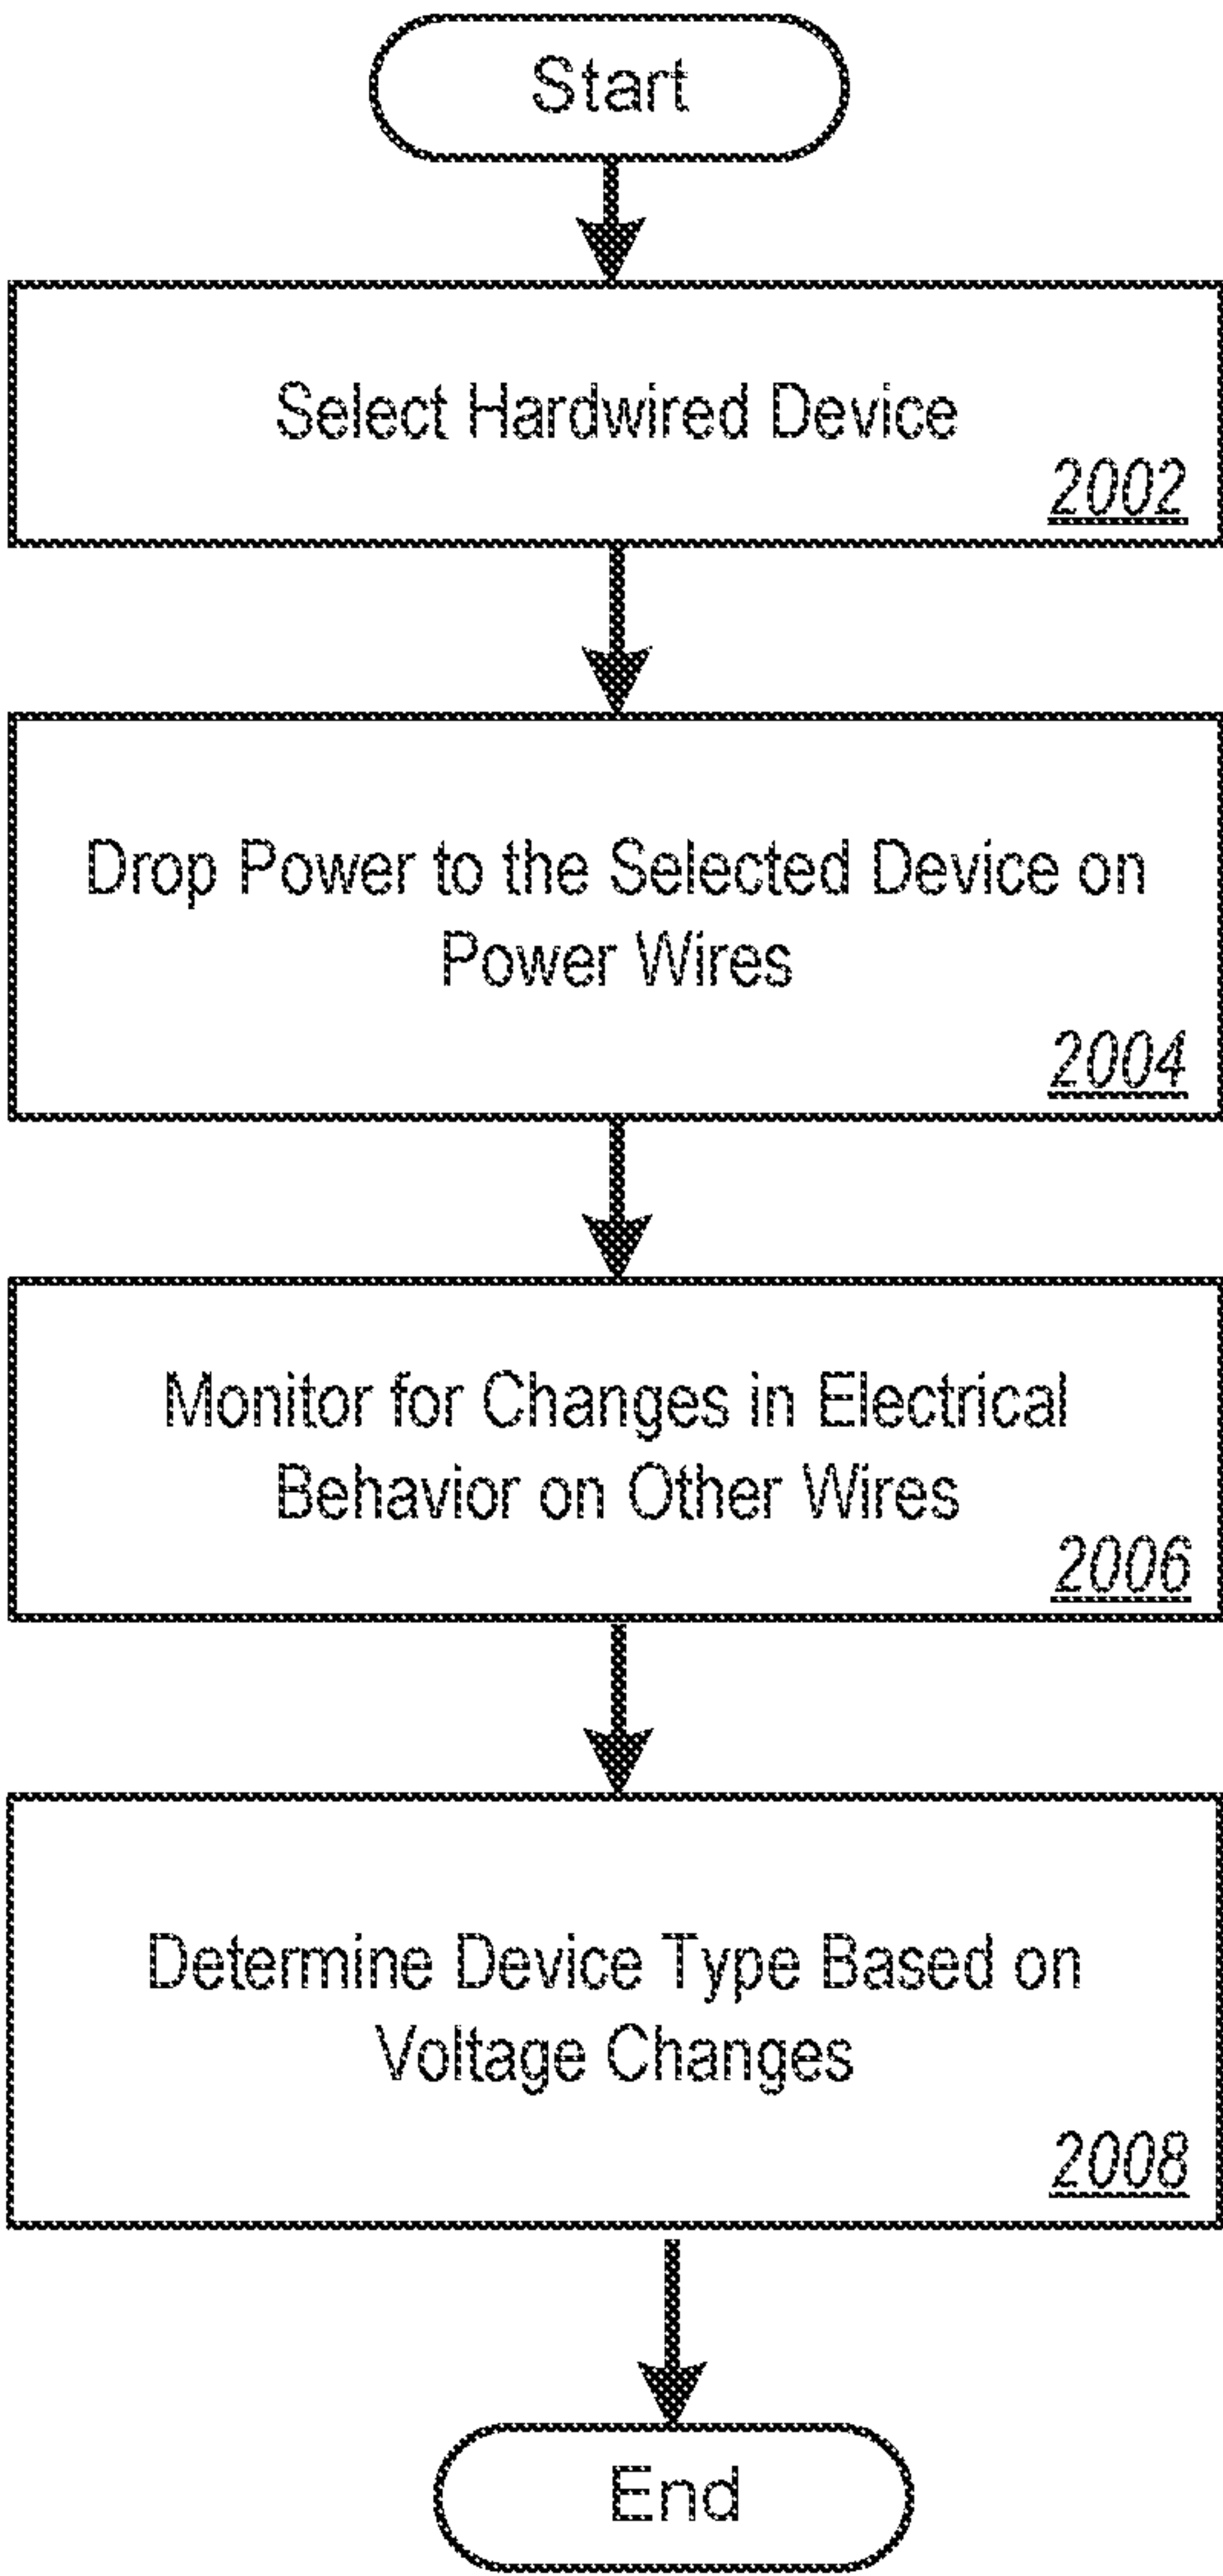 Start
Select Hardwired Device
2002
Drop Power to the Selected Device on
Power Wires
2004
Monitor for Changes in Electrical
Behavior on Other Wires
2006
Determine Device Type Based on
Voltage Changes
2008
End